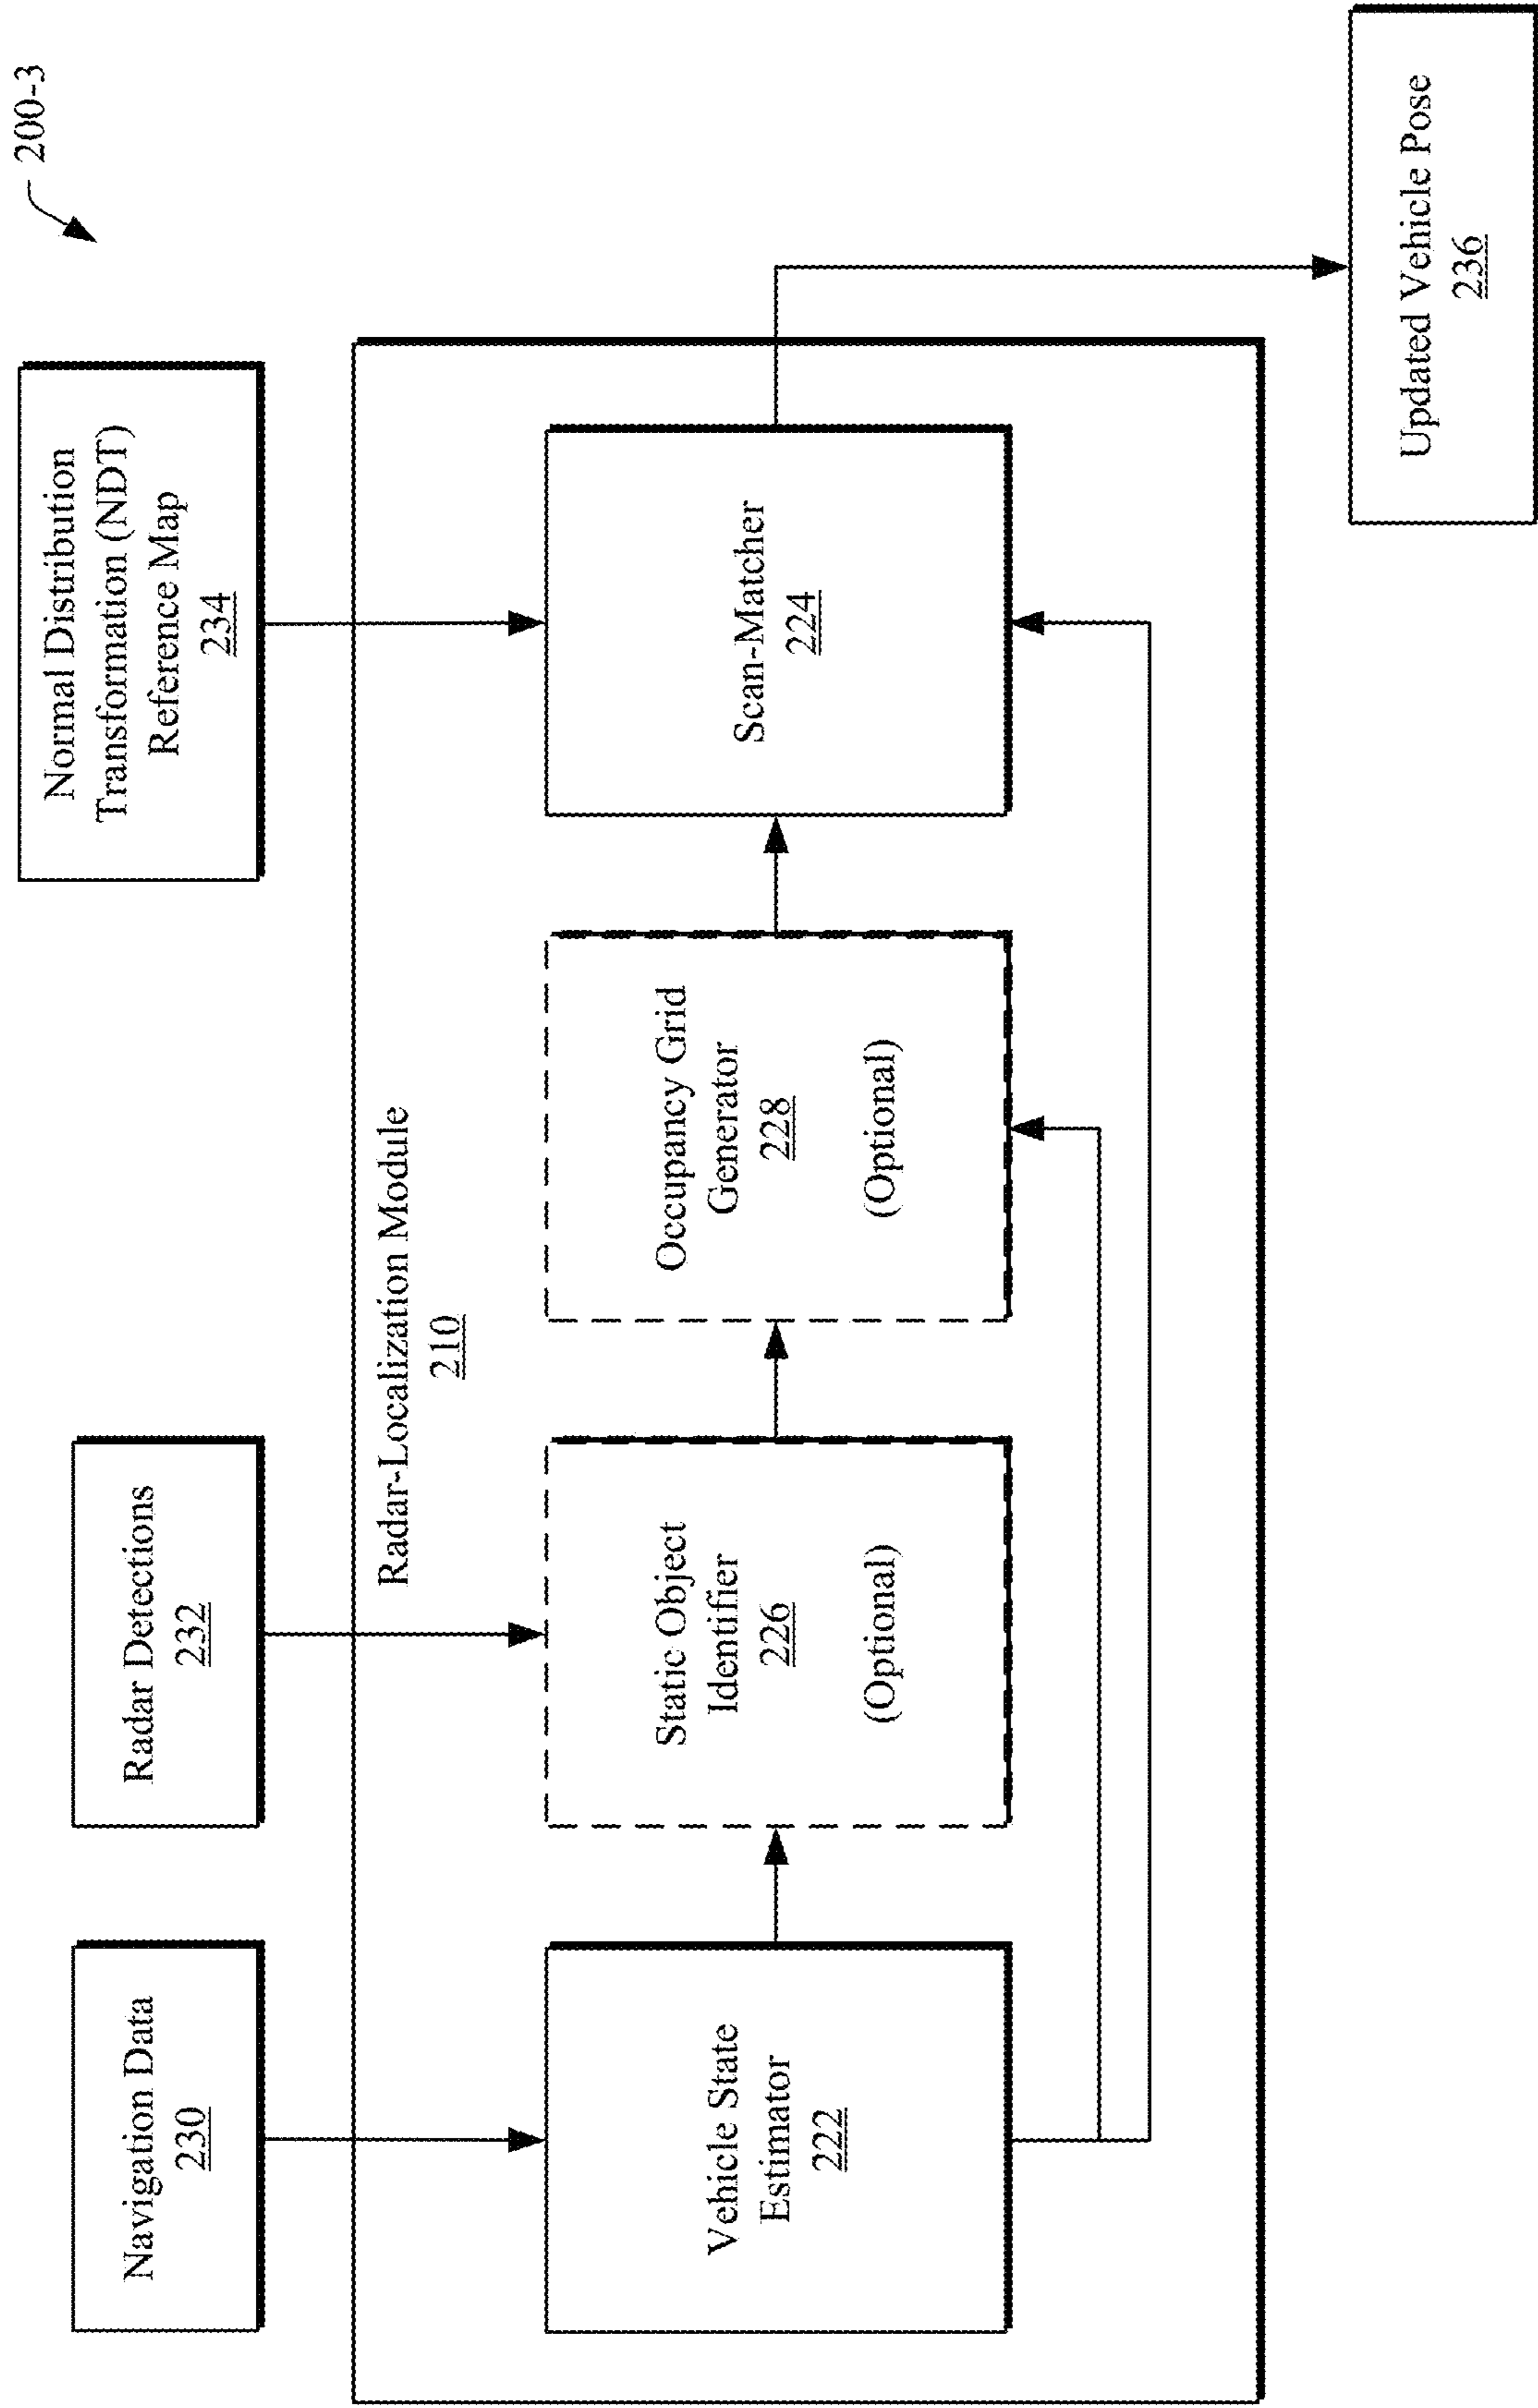 200-3
Navigation Data
230
Radar Detections
232
Normal Distribution
Transformation (NDT)
Reference Map
234
Radar-Localization Module
210
Vehicle State
Estimator
222
Static Object
Identifier
226
(Optional)
Occupancy Grid
Generator
228
(Optional)
Scan-Matcher
224
Updated Vehicle Pose
236